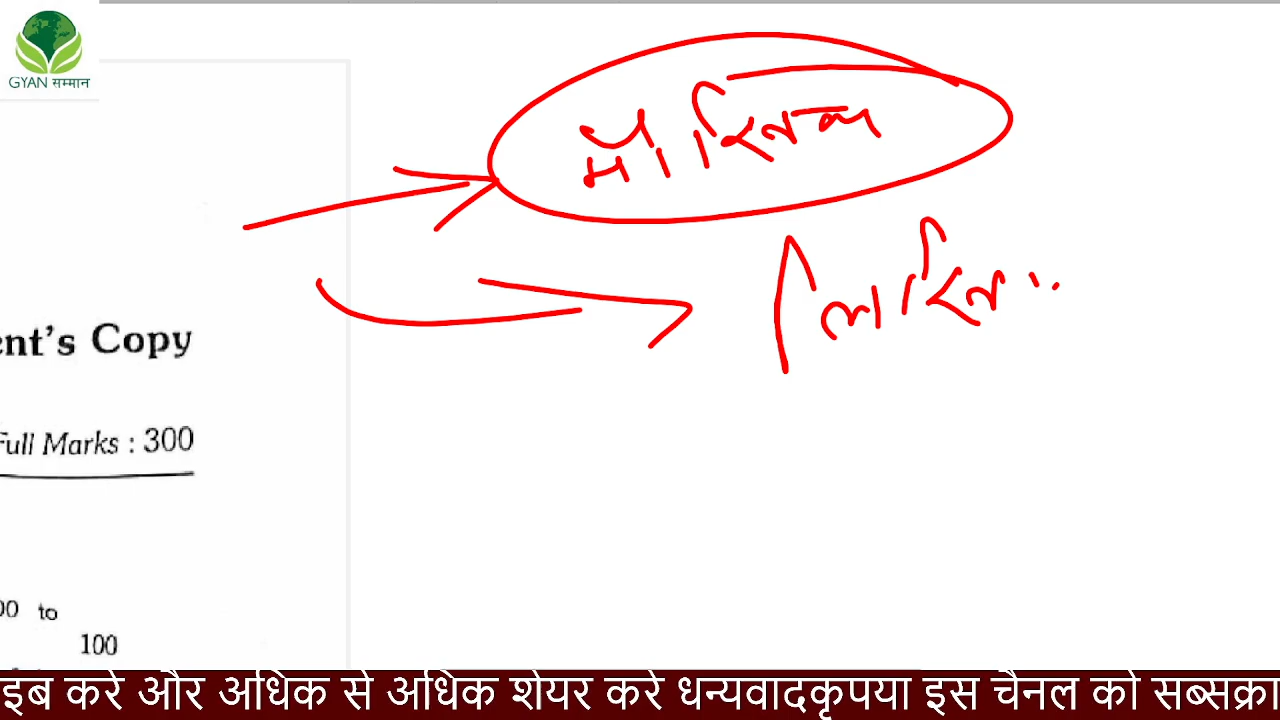 GYAN सम्मान
मौलिकता
ent's Copy
Full Marks : 300
00 to
100
इब करे और अधिक से अधिक शेयर करे धन्यवादकृपया इस चैनल को सब्सक्रा